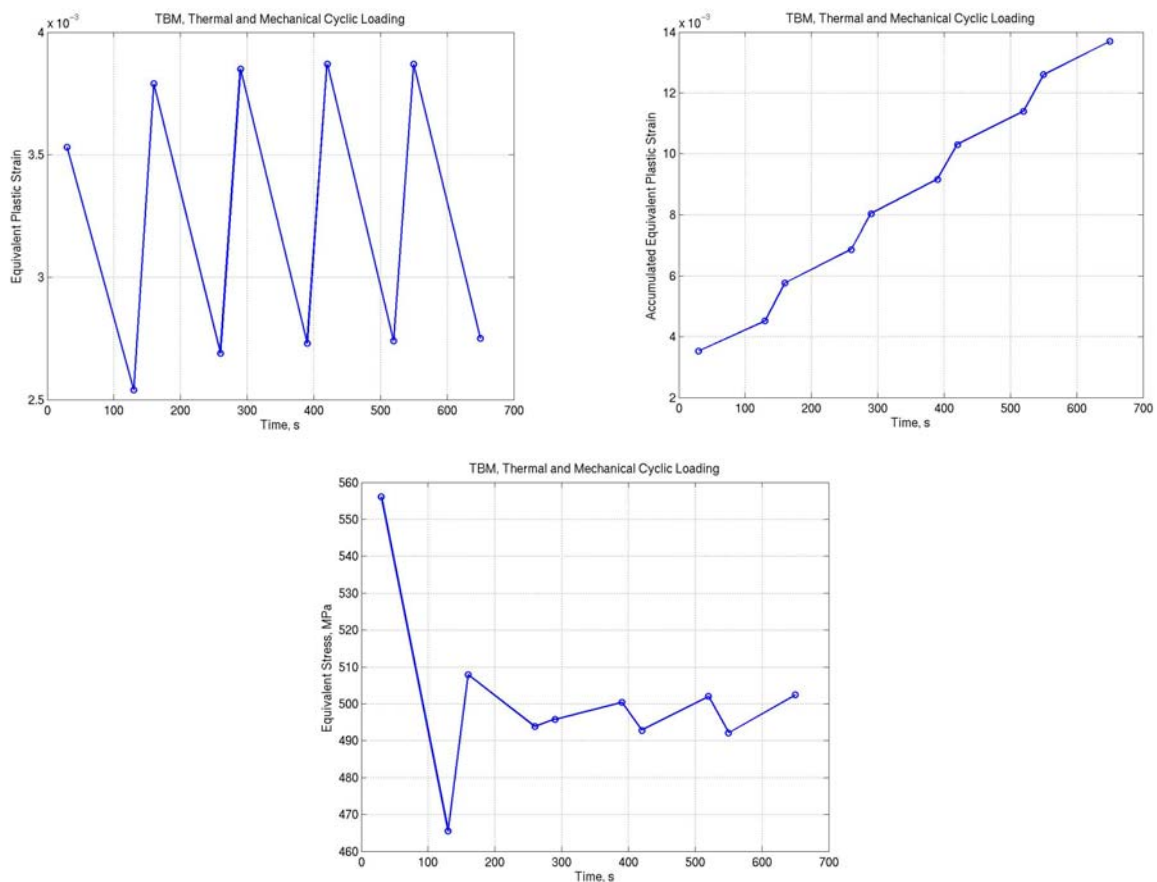 TBM, Thermal and Mechanical Cyclic Loading
x 10⁻³
4
3.5
3
2.5
Equivalent Plastic Strain
0 100 200 300 400 500 600 700
Time, s
TBM, Thermal and Mechanical Cyclic Loading
x 10⁻³
14
12
10
8
6
4
2
Accumulated Equivalent Plastic Strain
0 100 200 300 400 500 600 700
Time, s
TBM, Thermal and Mechanical Cyclic Loading
560
550
540
530
520
510
500
490
480
470
460
Equivalent Stress, MPa
0 100 200 300 400 500 600 700
Time, s